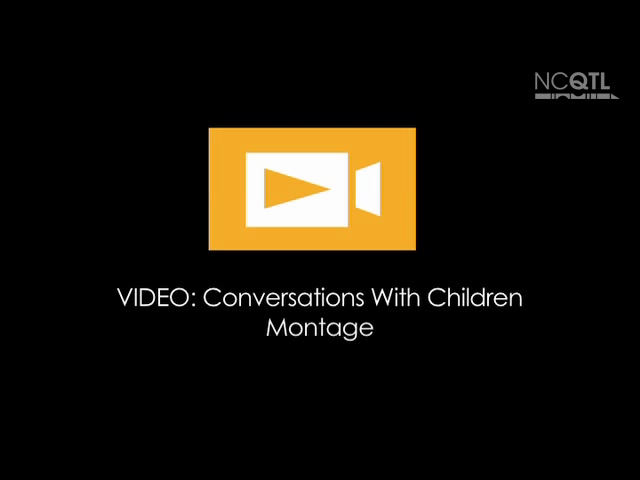 NCQTL
VIDEO: Conversations With Children
Montage